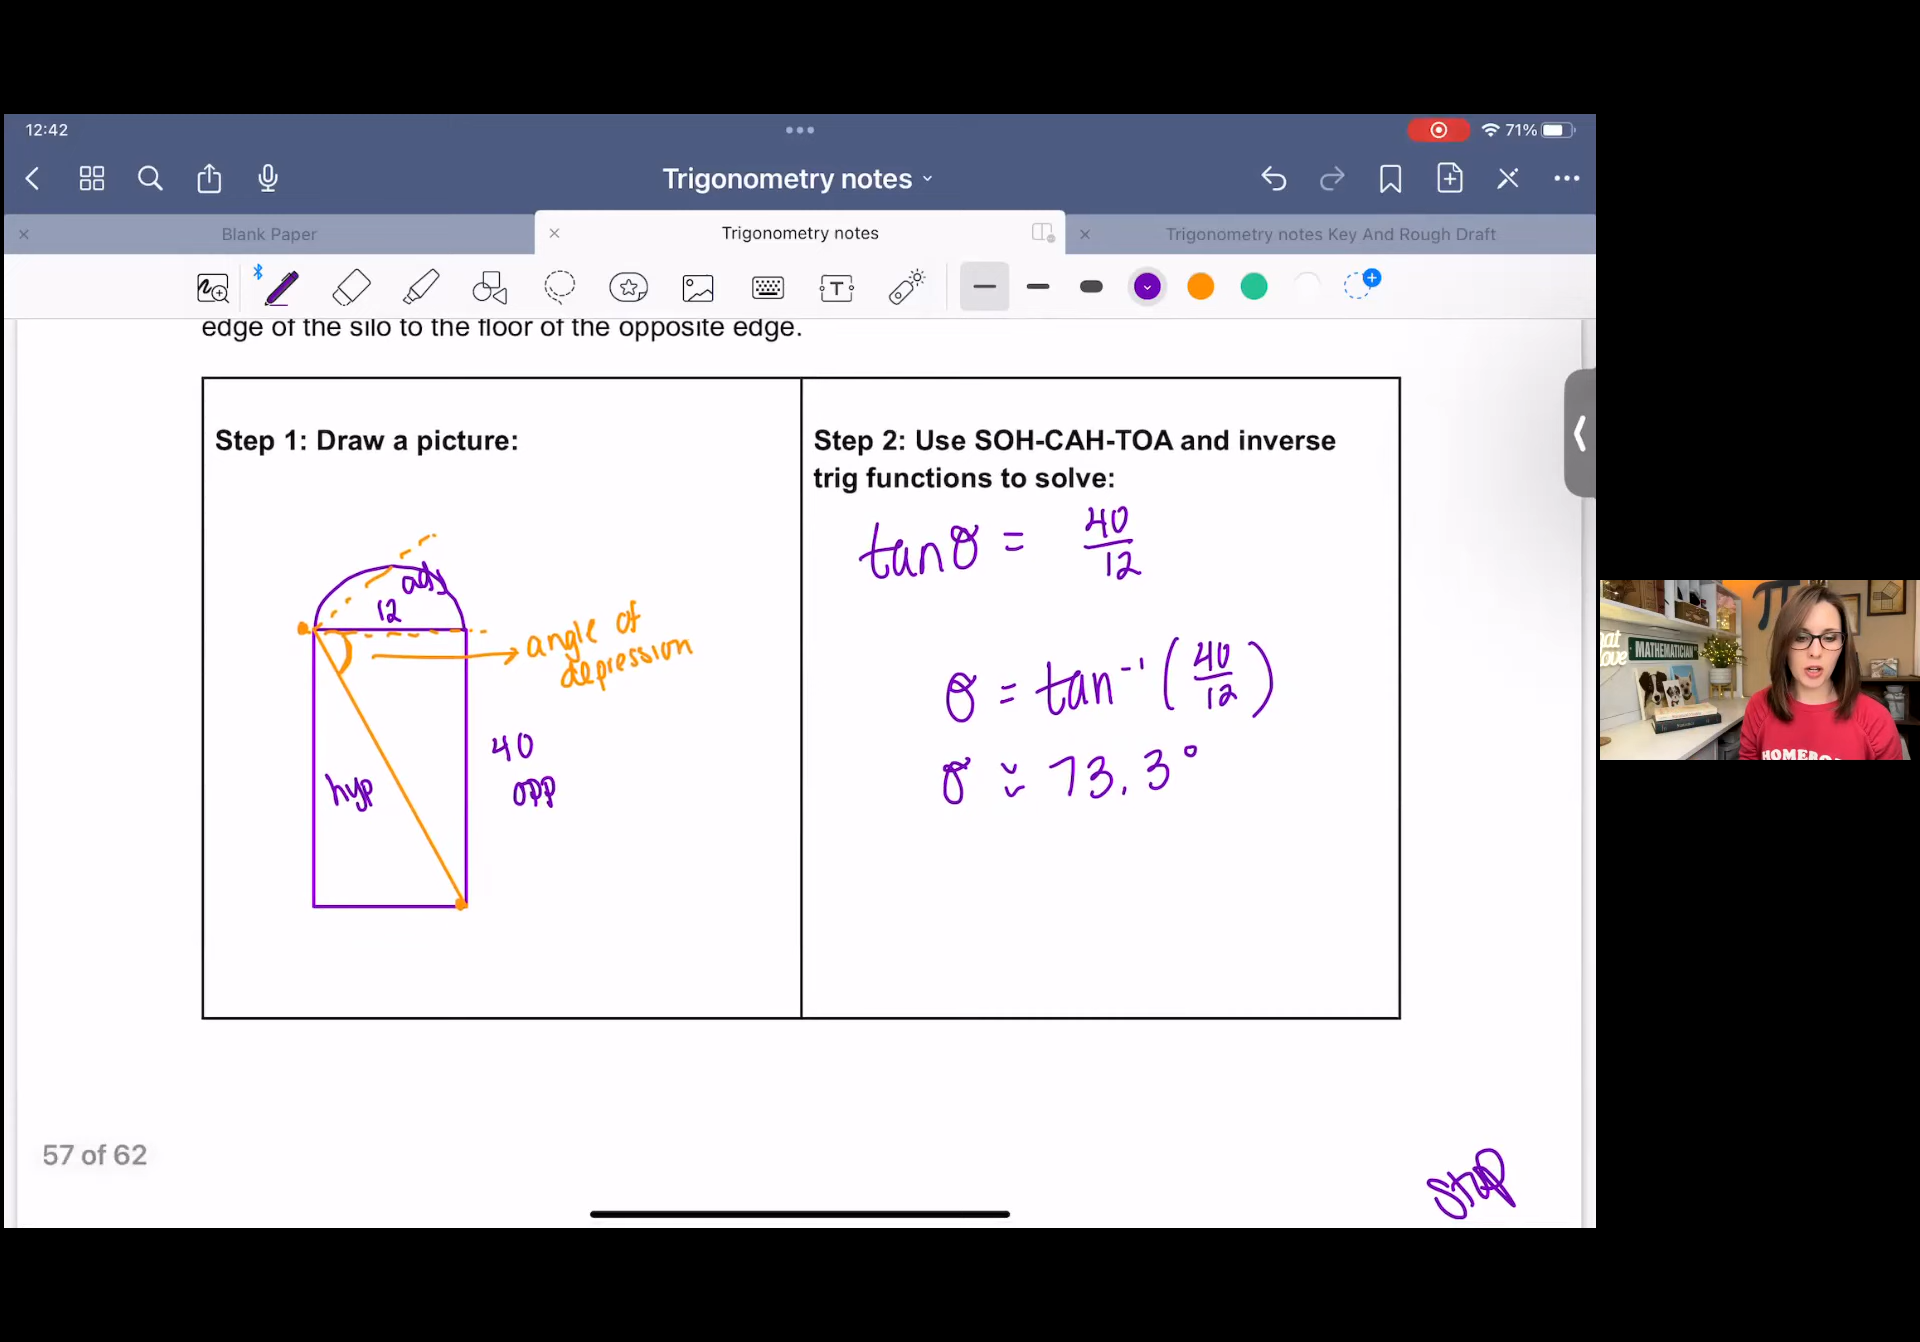 12:42
71%
Trigonometry notes
Blank Paper
Trigonometry notes
Trigonometry notes Key And Rough Draft
edge of the silo to the floor of the opposite edge.
Step 1: Draw a picture:
adj
12
angle of
depression
40
opp
hyp
Step 2: Use SOH-CAH-TOA and inverse
trig functions to solve:
tanθ = 40/12
θ = tan⁻¹(40/12)
θ ≈ 73.3°
MATHEMATICIAN
57 of 62
Stop